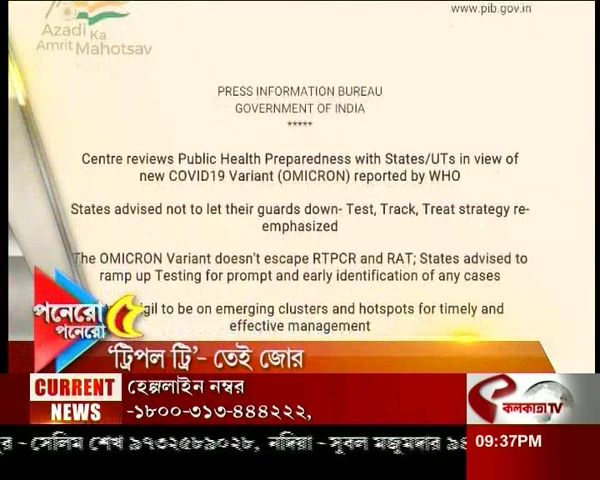 Azadi
Ka
Amrit Mahotsav
www.pib.gov.in
PRESS INFORMATION BUREAU
GOVERNMENT OF INDIA
*****
Centre reviews Public Health Preparedness with States/UTs in view of
new COVID19 Variant (OMICRON) reported by WHO
States advised not to let their guards down- Test, Track, Treat strategy re-
emphasized
The OMICRON Variant doesn't escape RTPCR and RAT; States advised to
ramp up Testing for prompt and early identification of any cases
to be on emerging clusters and hotspots for timely and
effective management
পনেরো ৫
পনেরো
‘ট্রিপল ট্রি’- তেই জোর
CURRENT
NEWS
হেল্পলাইন নম্বর
-১৮০০-৩১৩-৪৪৪২২২,
কলকাতা TV
- সেলিম শেখ ৯৭৩২৫৮৯০২৮, নদিয়া - সুবল মজুমদার
09:37PM